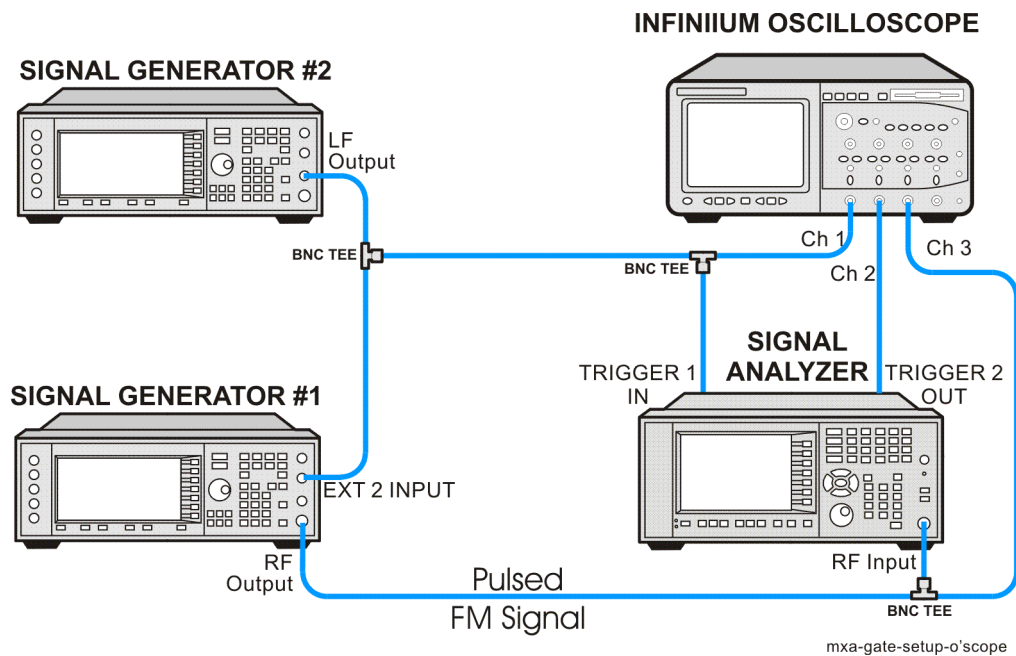 INFINIIUM OSCILLOSCOPE
SIGNAL GENERATOR #2
LF
Output
BNC TEE
BNC TEE
Ch 1
Ch 2
Ch 3
SIGNAL
ANALYZER
TRIGGER 1
IN
TRIGGER 2
OUT
SIGNAL GENERATOR #1
EXT 2 INPUT
RF
Output
RF Input
Pulsed
FM Signal
BNC TEE
mxa-gate-setup-o'scope